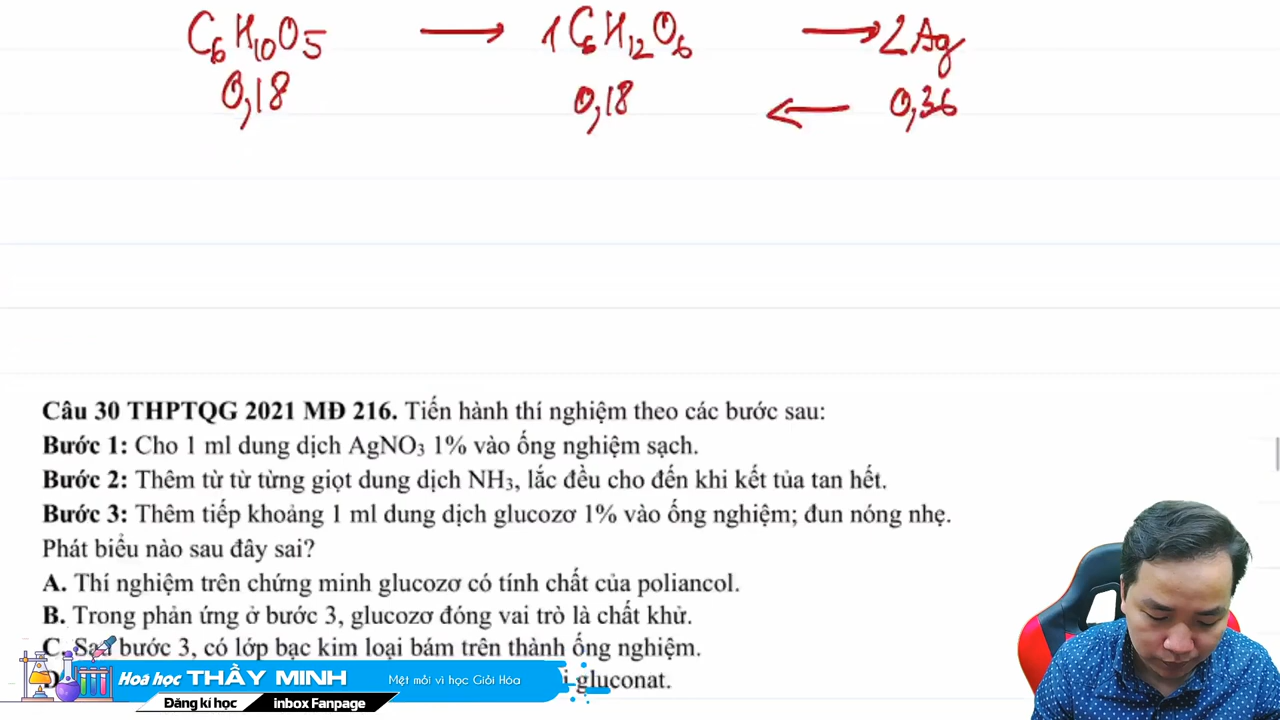 C6H10O5 → 1C6H12O6 → 2Ag
0,18 0,18 ← 0,36
Câu 30 THPTQG 2021 MĐ 216. Tiến hành thí nghiệm theo các bước sau:
Bước 1: Cho 1 ml dung dịch AgNO3 1% vào ống nghiệm sạch.
Bước 2: Thêm từ từ từng giọt dung dịch NH3, lắc đều cho đến khi kết tủa tan hết.
Bước 3: Thêm tiếp khoảng 1 ml dung dịch glucozơ 1% vào ống nghiệm; đun nóng nhẹ.
Phát biểu nào sau đây sai?
A. Thí nghiệm trên chứng minh glucozơ có tính chất của poliancol.
B. Trong phản ứng ở bước 3, glucozơ đóng vai trò là chất khử.
C. Sau bước 3, có lớp bạc kim loại bám trên thành ống nghiệm.
gluconat.
Hoá học THẦY MINH Mệt mỏi vì học Giỏi Hóa
Đăng kí học inbox Fanpage